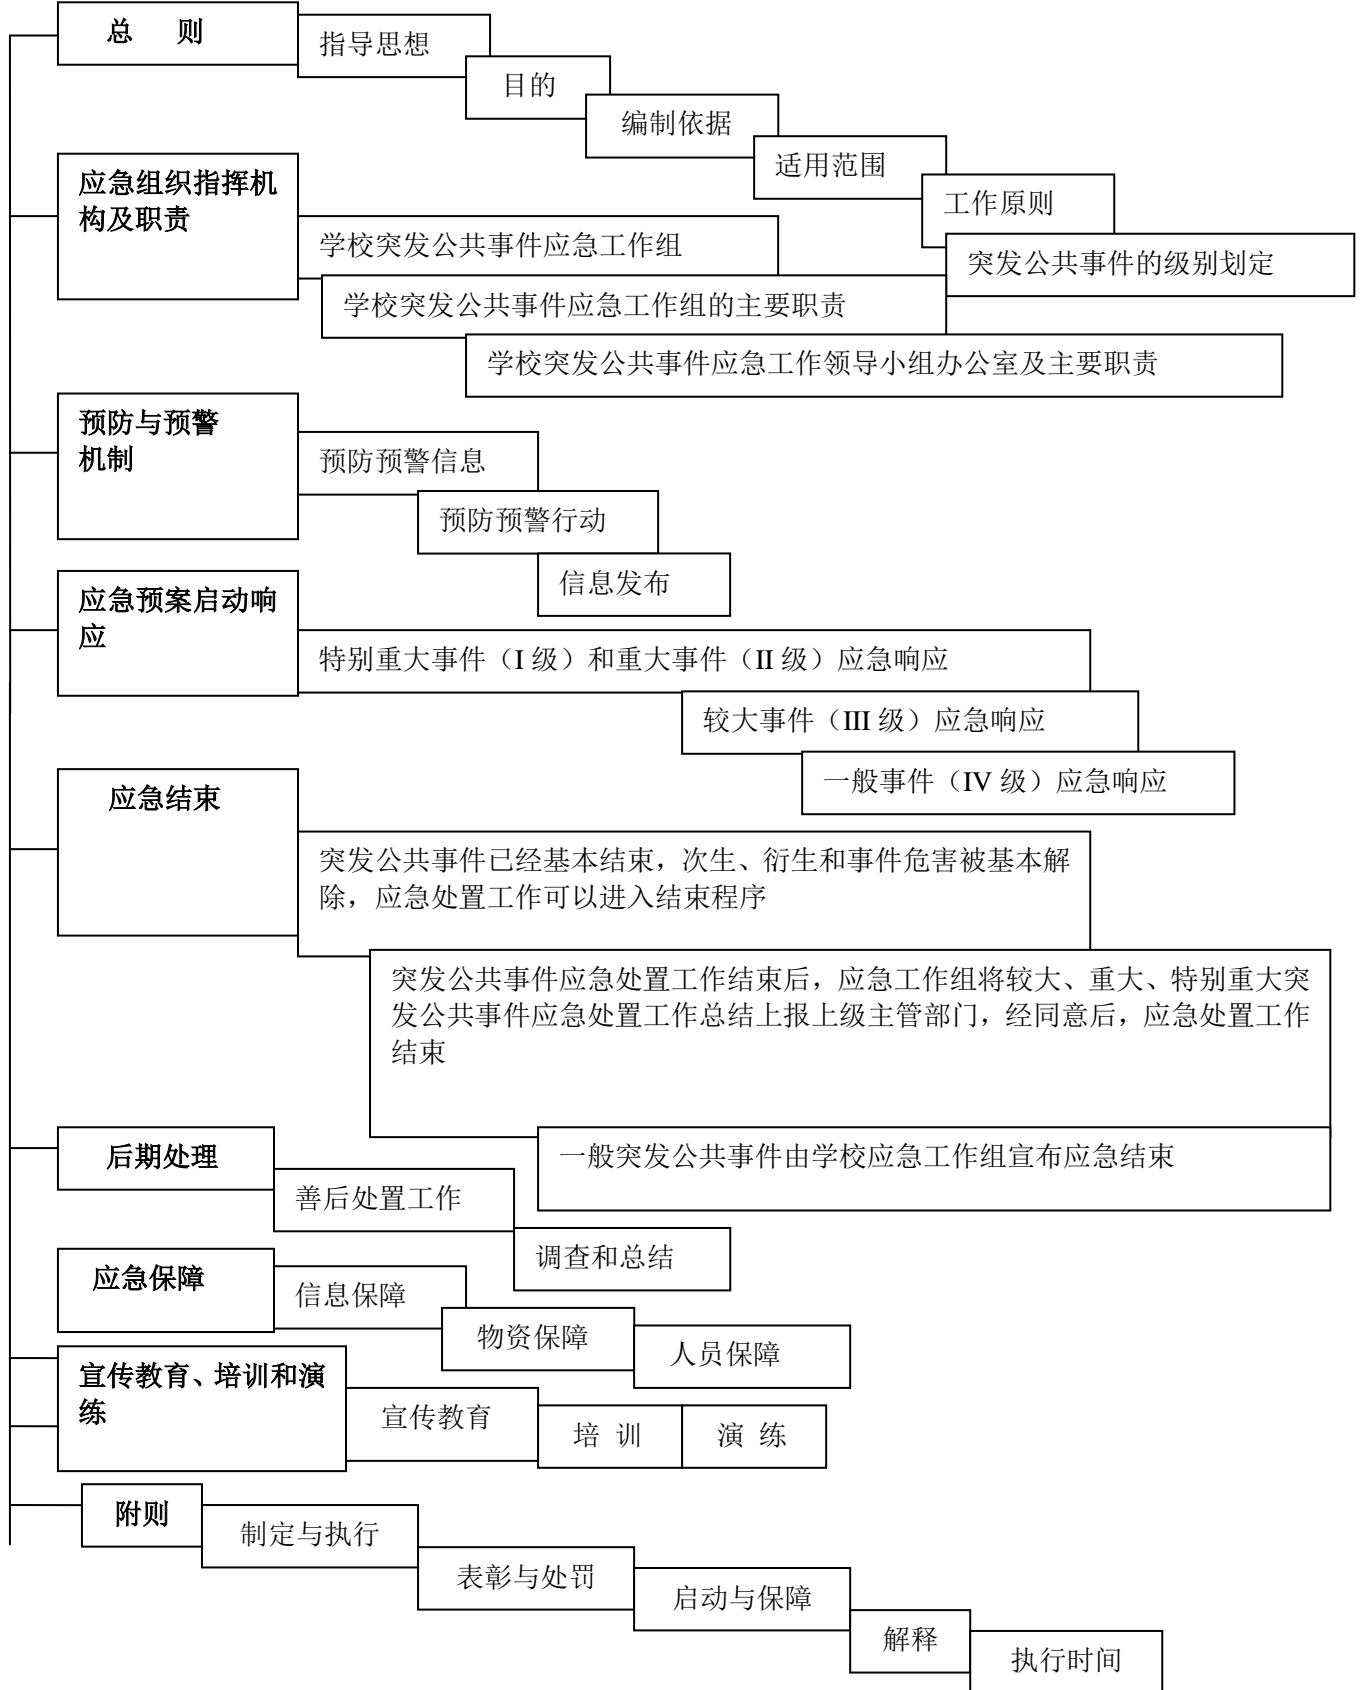 总　则
指导思想
目的
编制依据
适用范围
工作原则
突发公共事件的级别划定
应急组织指挥机
构及职责
学校突发公共事件应急工作组
学校突发公共事件应急工作组的主要职责
学校突发公共事件应急工作领导小组办公室及主要职责
预防与预警
机制
预防预警信息
预防预警行动
信息发布
应急预案启动响
应
特别重大事件（I 级）和重大事件（II 级）应急响应
较大事件（III 级）应急响应
一般事件（IV 级）应急响应
应急结束
突发公共事件已经基本结束，次生、衍生和事件危害被基本解
除，应急处置工作可以进入结束程序
突发公共事件应急处置工作结束后，应急工作组将较大、重大、特别重大突
发公共事件应急处置工作总结上报上级主管部门，经同意后，应急处置工作
结束
一般突发公共事件由学校应急工作组宣布应急结束
后期处理
善后处置工作
调查和总结
应急保障
信息保障
物资保障
人员保障
宣传教育、培训和演
练
宣传教育
培 训
演 练
附则
制定与执行
表彰与处罚
启动与保障
解释
执行时间